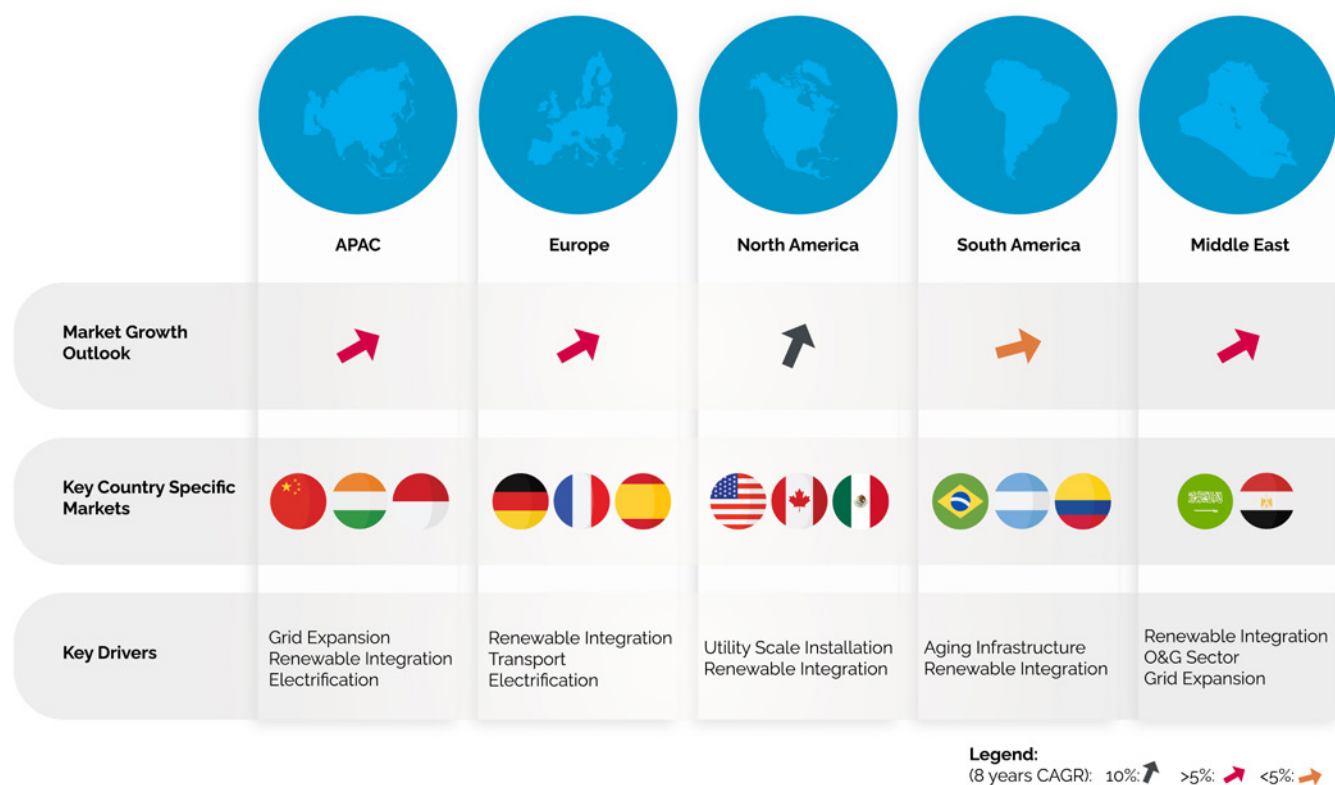 APAC
Europe
North America
South America
Middle East
Market Growth
Outlook
Key Country Specific
Markets
Key Drivers
Grid Expansion
Renewable Integration
Electrification
Renewable Integration
Transport
Electrification
Utility Scale Installation
Renewable Integration
Aging Infrastructure
Renewable Integration
Renewable Integration
O&G Sector
Grid Expansion
Legend:
(8 years CAGR): 10%: >5%: <5%: